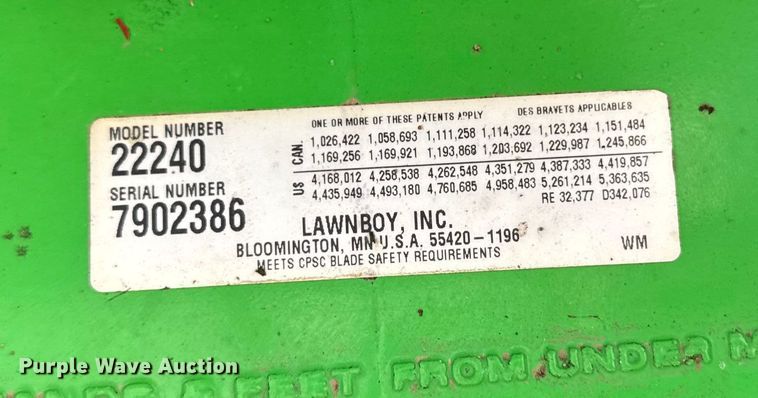 MODEL NUMBER
22240
SERIAL NUMBER
7902386
ONE OR MORE OF THESE PATENTS APPLY DES BRAVETS APPLICABLES
CAN.
1,026,422 1,058,693 1,111,258 1,114,322 1,123,234 1,151,484
1,169,256 1,169,921 1,193,868 1,203,692 1,229,987 1,245,866
US
4,168,012 4,258,538 4,262,548 4,351,279 4,387,333 4,419,857
4,435,949 4,493,180 4,760,685 4,958,483 5,261,214 5,363,635
RE 32,377 D342,076
LAWNBOY, INC.
BLOOMINGTON, MN U.S.A. 55420-1196
MEETS CPSC BLADE SAFETY REQUIREMENTS
WM
Purple Wave Auction
FEET FROM UNDER